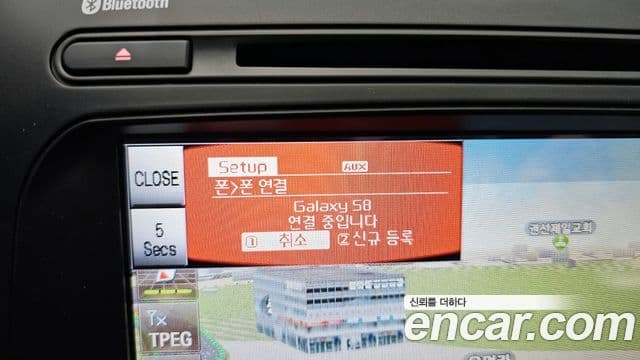 Bluetooth
Setup
AUX
CLOSE
폰>폰 연결
Galaxy S8
연결 중입니다
1 취소
2 신규 등록
5
Secs
권선제일교회
TPEG
신뢰를 더하다
encar.com